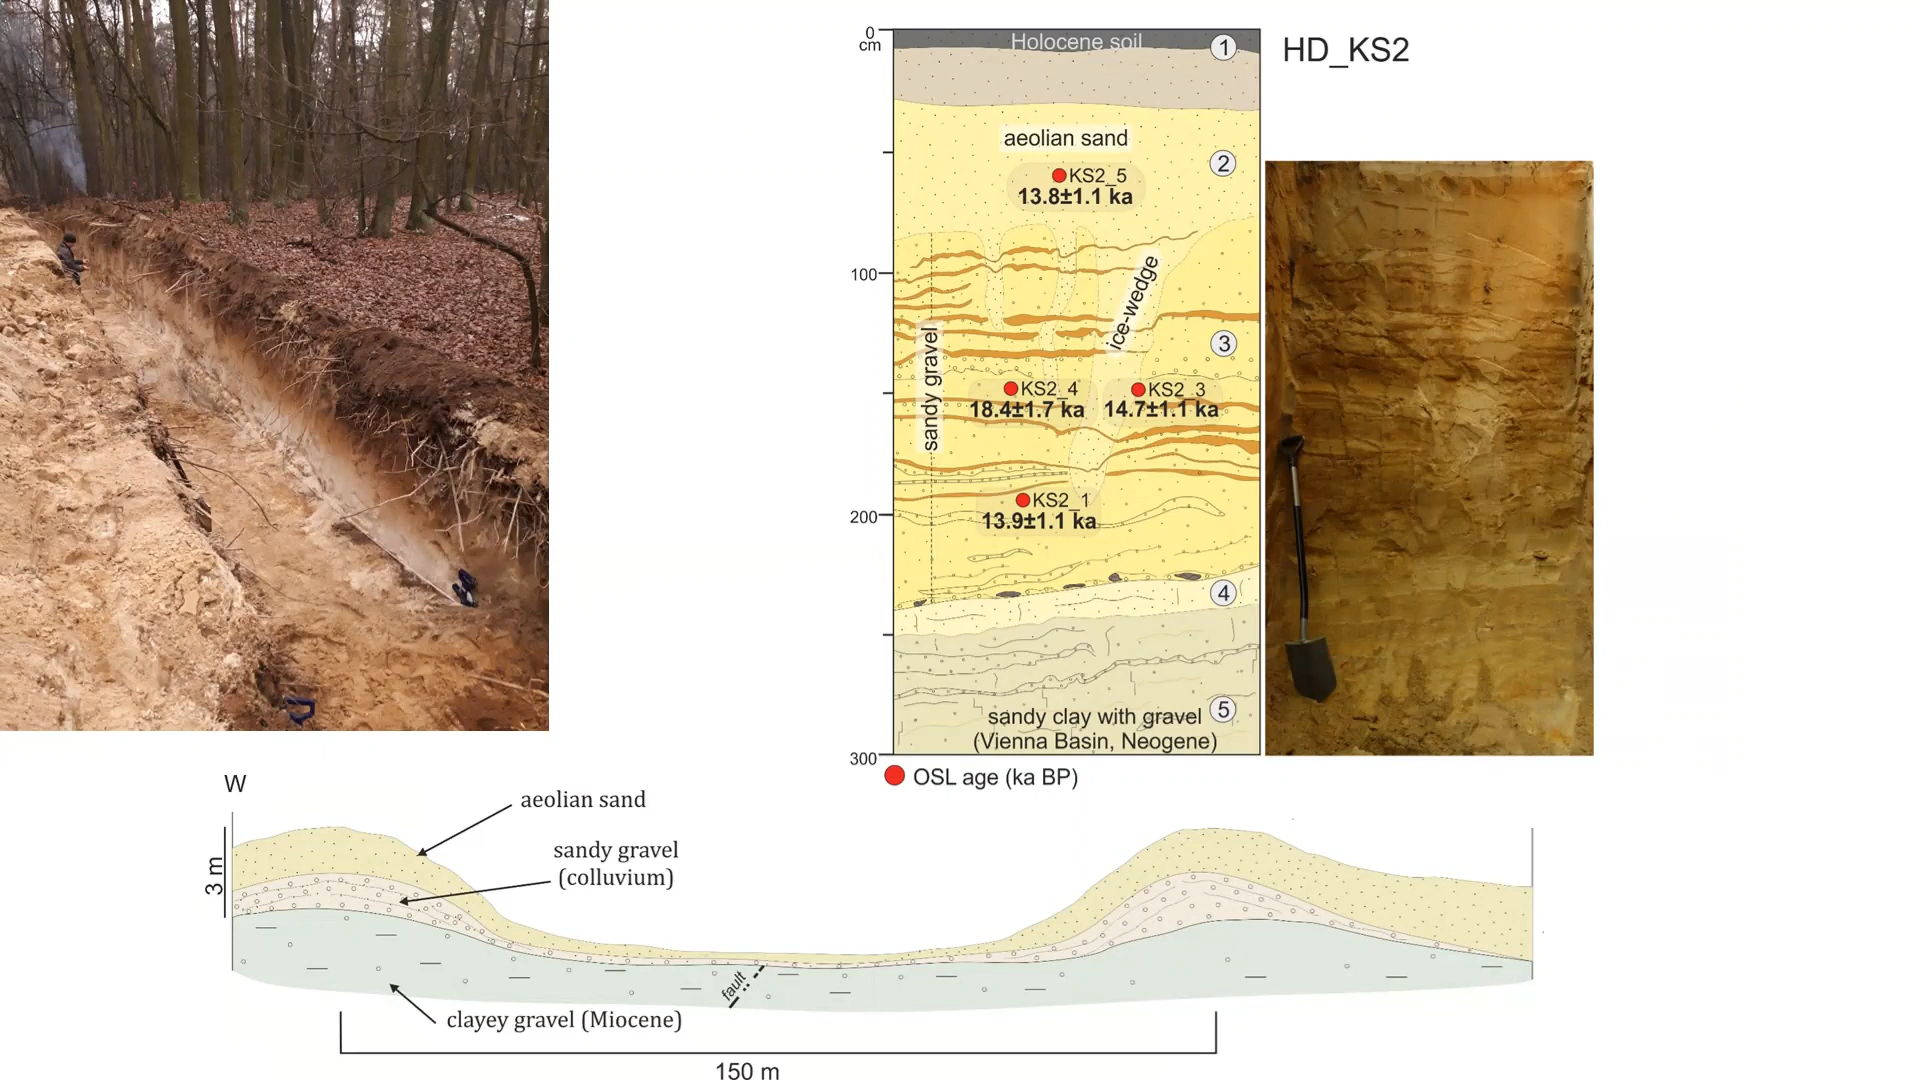 0
cm
Holocene soil
1
HD_KS2
aeolian sand
2
KS2_5
13.8±1.1 ka
100
ice-wedge
sandy gravel
3
KS2_4
18.4±1.7 ka
KS2_3
14.7±1.1 ka
KS2_1
13.9±1.1 ka
200
4
5
sandy clay with gravel
(Vienna Basin, Neogene)
300
OSL age (ka BP)
W
aeolian sand
sandy gravel
(colluvium)
3 m
fault
clayey gravel (Miocene)
150 m